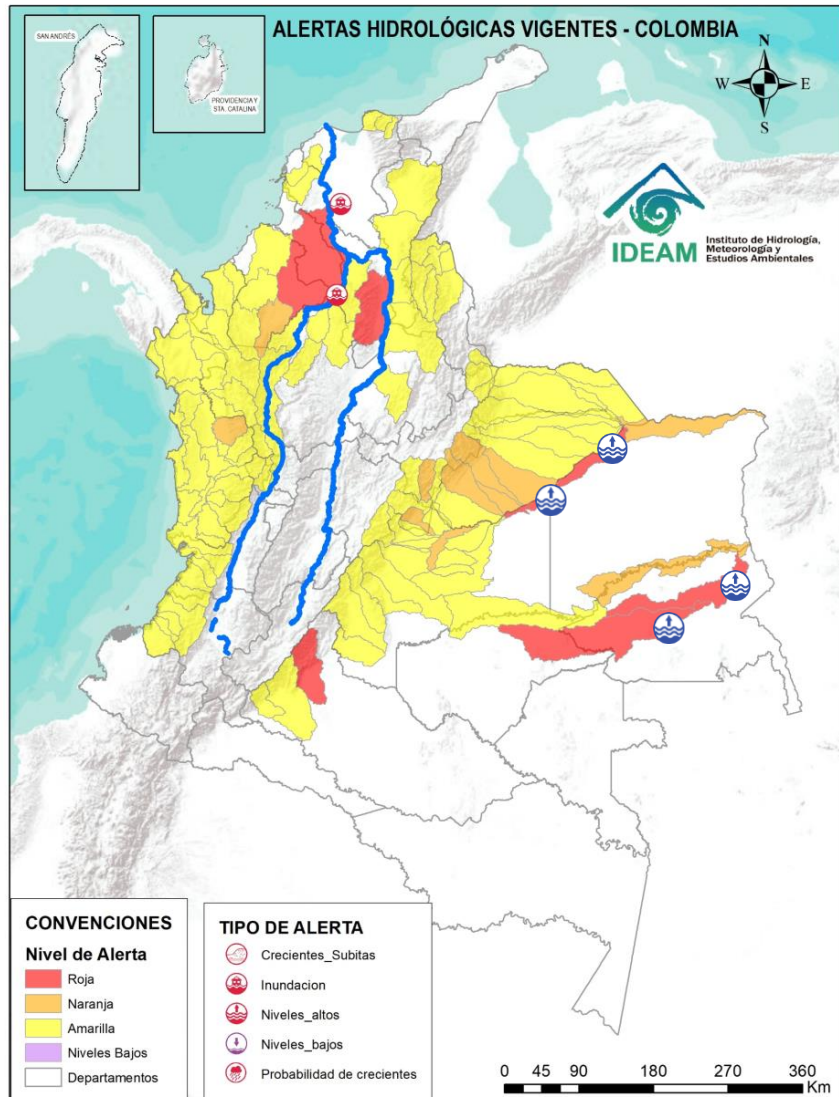 ALERTAS HIDROLÓGICAS VIGENTES - COLOMBIA
SAN ANDRÉS
PROVIDENCIA Y
STA. CATALINA
N
W
E
S
IDEAM
Instituto de Hidrología,
Meteorología y
Estudios Ambientales
CONVENCIONES
Nivel de Alerta
Roja
Naranja
Amarilla
Niveles Bajos
Departamentos
TIPO DE ALERTA
Crecientes_Subitas
Inundacion
Niveles_altos
Niveles_bajos
Probabilidad de crecientes
0 45 90 180 270 360
Km